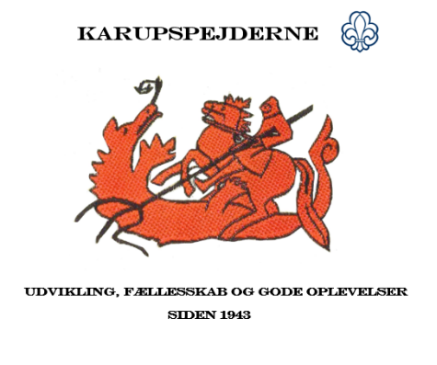 KARUPSPEJDERNE
UDVIKLING, FÆLLESSKAB OG GODE OPLEVELSER
SIDEN 1943